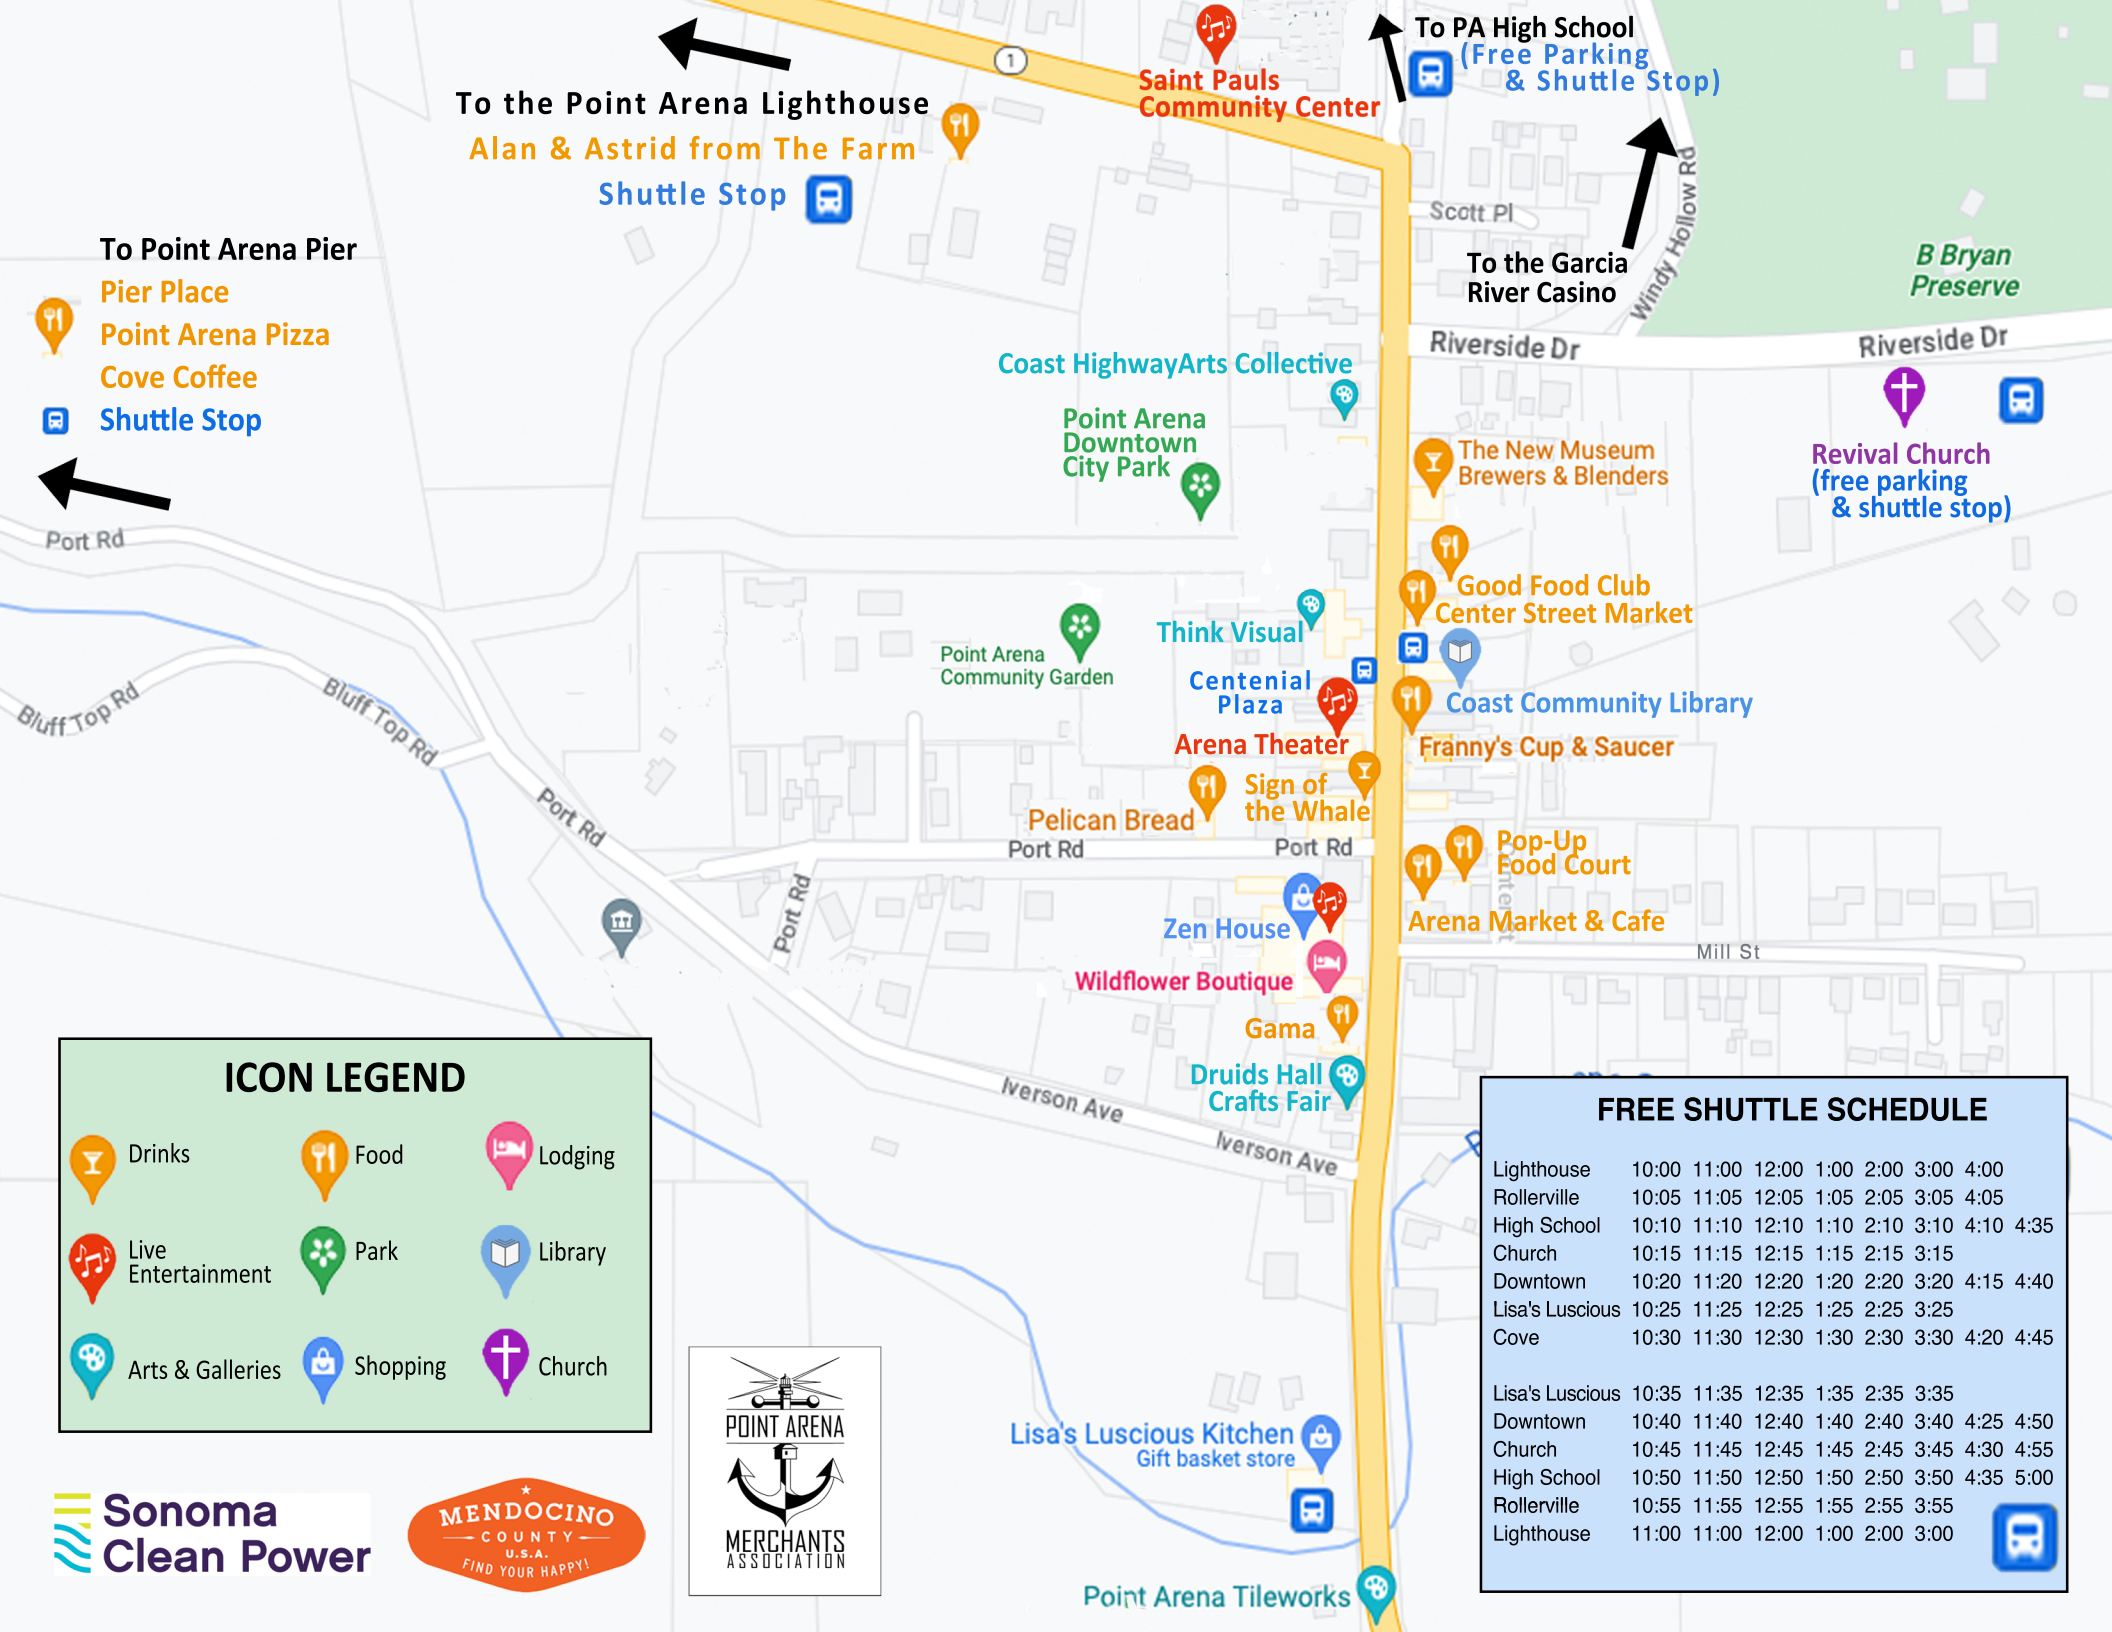 To PA High School
(Free Parking
& Shuttle Stop)
1
Saint Pauls
Community Center
To the Point Arena Lighthouse
Alan & Astrid from The Farm
Shuttle Stop
Scott Pl
Windy Hollow Rd
To the Garcia
River Casino
B Bryan
Preserve
To Point Arena Pier
Pier Place
Point Arena Pizza
Cove Coffee
Shuttle Stop
Riverside Dr
Riverside Dr
Coast HighwayArts Collective
Point Arena
Downtown
City Park
The New Museum
Brewers & Blenders
Revival Church
(free parking
& shuttle stop)
Port Rd
Good Food Club
Center Street Market
Think Visual
Point Arena
Community Garden
Centenial
Plaza
Coast Community Library
Bluff Top Rd
Bluff Top Rd
Arena Theater
Franny's Cup & Saucer
Sign of
the Whale
Pelican Bread
Port Rd
Port Rd
Port Rd
Port Rd
Pop-Up
Food Court
Zen House
Arena Market & Cafe
Mill St
Wildflower Boutique
Gama
Druids Hall
Crafts Fair
Iverson Ave
Iverson Ave
ICON LEGEND
Drinks
Food
Lodging
Live
Entertainment
Park
Library
Arts & Galleries
Shopping
Church
FREE SHUTTLE SCHEDULE
Lighthouse 10:00 11:00 12:00 1:00 2:00 3:00 4:00
Rollerville 10:05 11:05 12:05 1:05 2:05 3:05 4:05
High School 10:10 11:10 12:10 1:10 2:10 3:10 4:10 4:35
Church 10:15 11:15 12:15 1:15 2:15 3:15
Downtown 10:20 11:20 12:20 1:20 2:20 3:20 4:15 4:40
Lisa's Luscious 10:25 11:25 12:25 1:25 2:25 3:25
Cove 10:30 11:30 12:30 1:30 2:30 3:30 4:20 4:45
Lisa's Luscious 10:35 11:35 12:35 1:35 2:35 3:35
Downtown 10:40 11:40 12:40 1:40 2:40 3:40 4:25 4:50
Church 10:45 11:45 12:45 1:45 2:45 3:45 4:30 4:55
High School 10:50 11:50 12:50 1:50 2:50 3:50 4:35 5:00
Rollerville 10:55 11:55 12:55 1:55 2:55 3:55
Lighthouse 11:00 11:00 12:00 1:00 2:00 3:00
Lisa's Luscious Kitchen
Gift basket store
Point Arena Tileworks
Sonoma
Clean Power
MENDOCINO
COUNTY
U.S.A.
FIND YOUR HAPPY!
POINT ARENA
MERCHANTS
ASSOCIATION